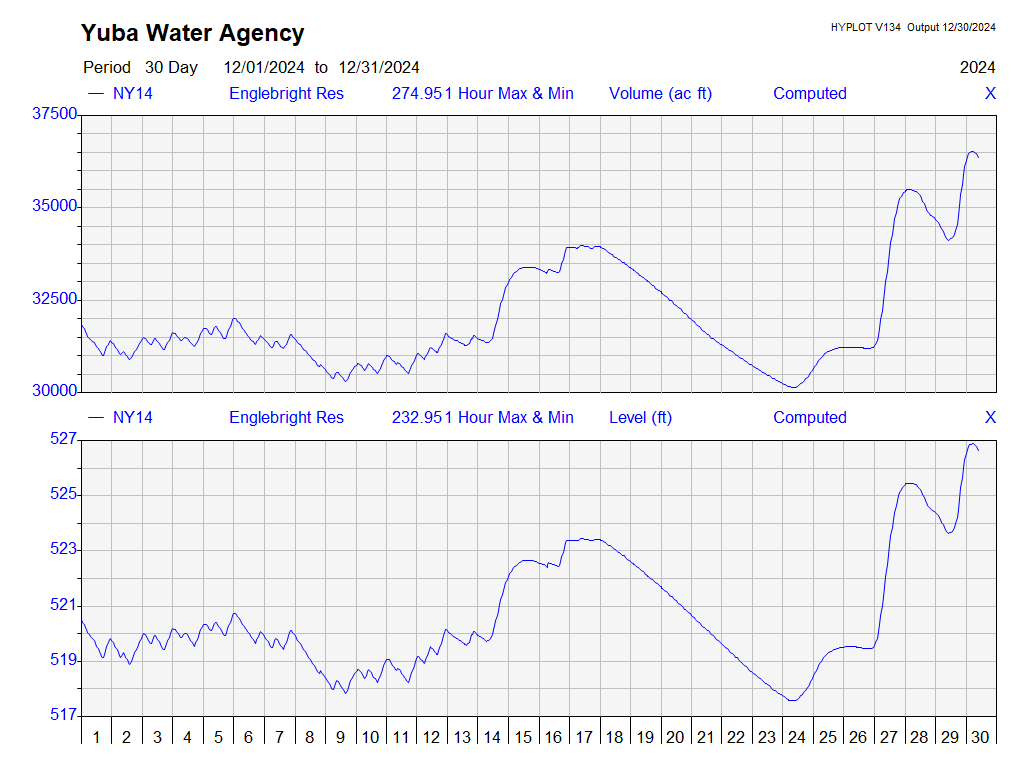 Yuba Water Agency
HYPLOT V134 Output 12/30/2024
Period 30 Day 12/01/2024 to 12/31/2024
2024
NY14 Englebright Res 274.951 Hour Max & Min Volume (ac ft) Computed X
37500
35000
32500
30000
NY14 Englebright Res 232.951 Hour Max & Min Level (ft) Computed X
527
525
523
521
519
517
1 2 3 4 5 6 7 8 9 10 11 12 13 14 15 16 17 18 19 20 21 22 23 24 25 26 27 28 29 30